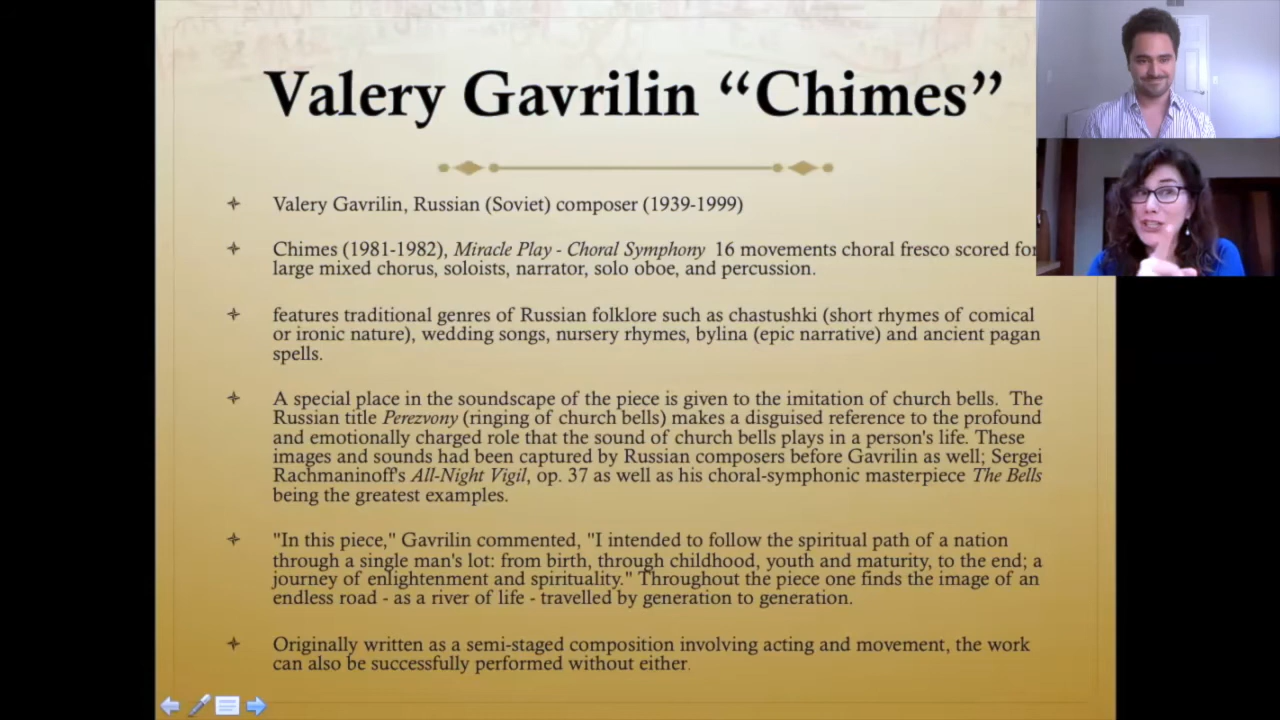 Valery Gavrilin “Chimes”
Valery Gavrilin, Russian (Soviet) composer (1939-1999)
Chimes (1981-1982), Miracle Play - Choral Symphony 16 movements choral fresco scored for
large mixed chorus, soloists, narrator, solo oboe, and percussion.
features traditional genres of Russian folklore such as chastushki (short rhymes of comical
or ironic nature), wedding songs, nursery rhymes, bylina (epic narrative) and ancient pagan
spells.
A special place in the soundscape of the piece is given to the imitation of church bells. The
Russian title Perezvony (ringing of church bells) makes a disguised reference to the profound
and emotionally charged role that the sound of church bells plays in a person's life. These
images and sounds had been captured by Russian composers before Gavrilin as well; Sergei
Rachmaninoff's All-Night Vigil, op. 37 as well as his choral-symphonic masterpiece The Bells
being the greatest examples.
"In this piece," Gavrilin commented, "I intended to follow the spiritual path of a nation
through a single man's lot: from birth, through childhood, youth and maturity, to the end; a
journey of enlightenment and spirituality." Throughout the piece one finds the image of an
endless road - as a river of life - travelled by generation to generation.
Originally written as a semi-staged composition involving acting and movement, the work
can also be successfully performed without either.